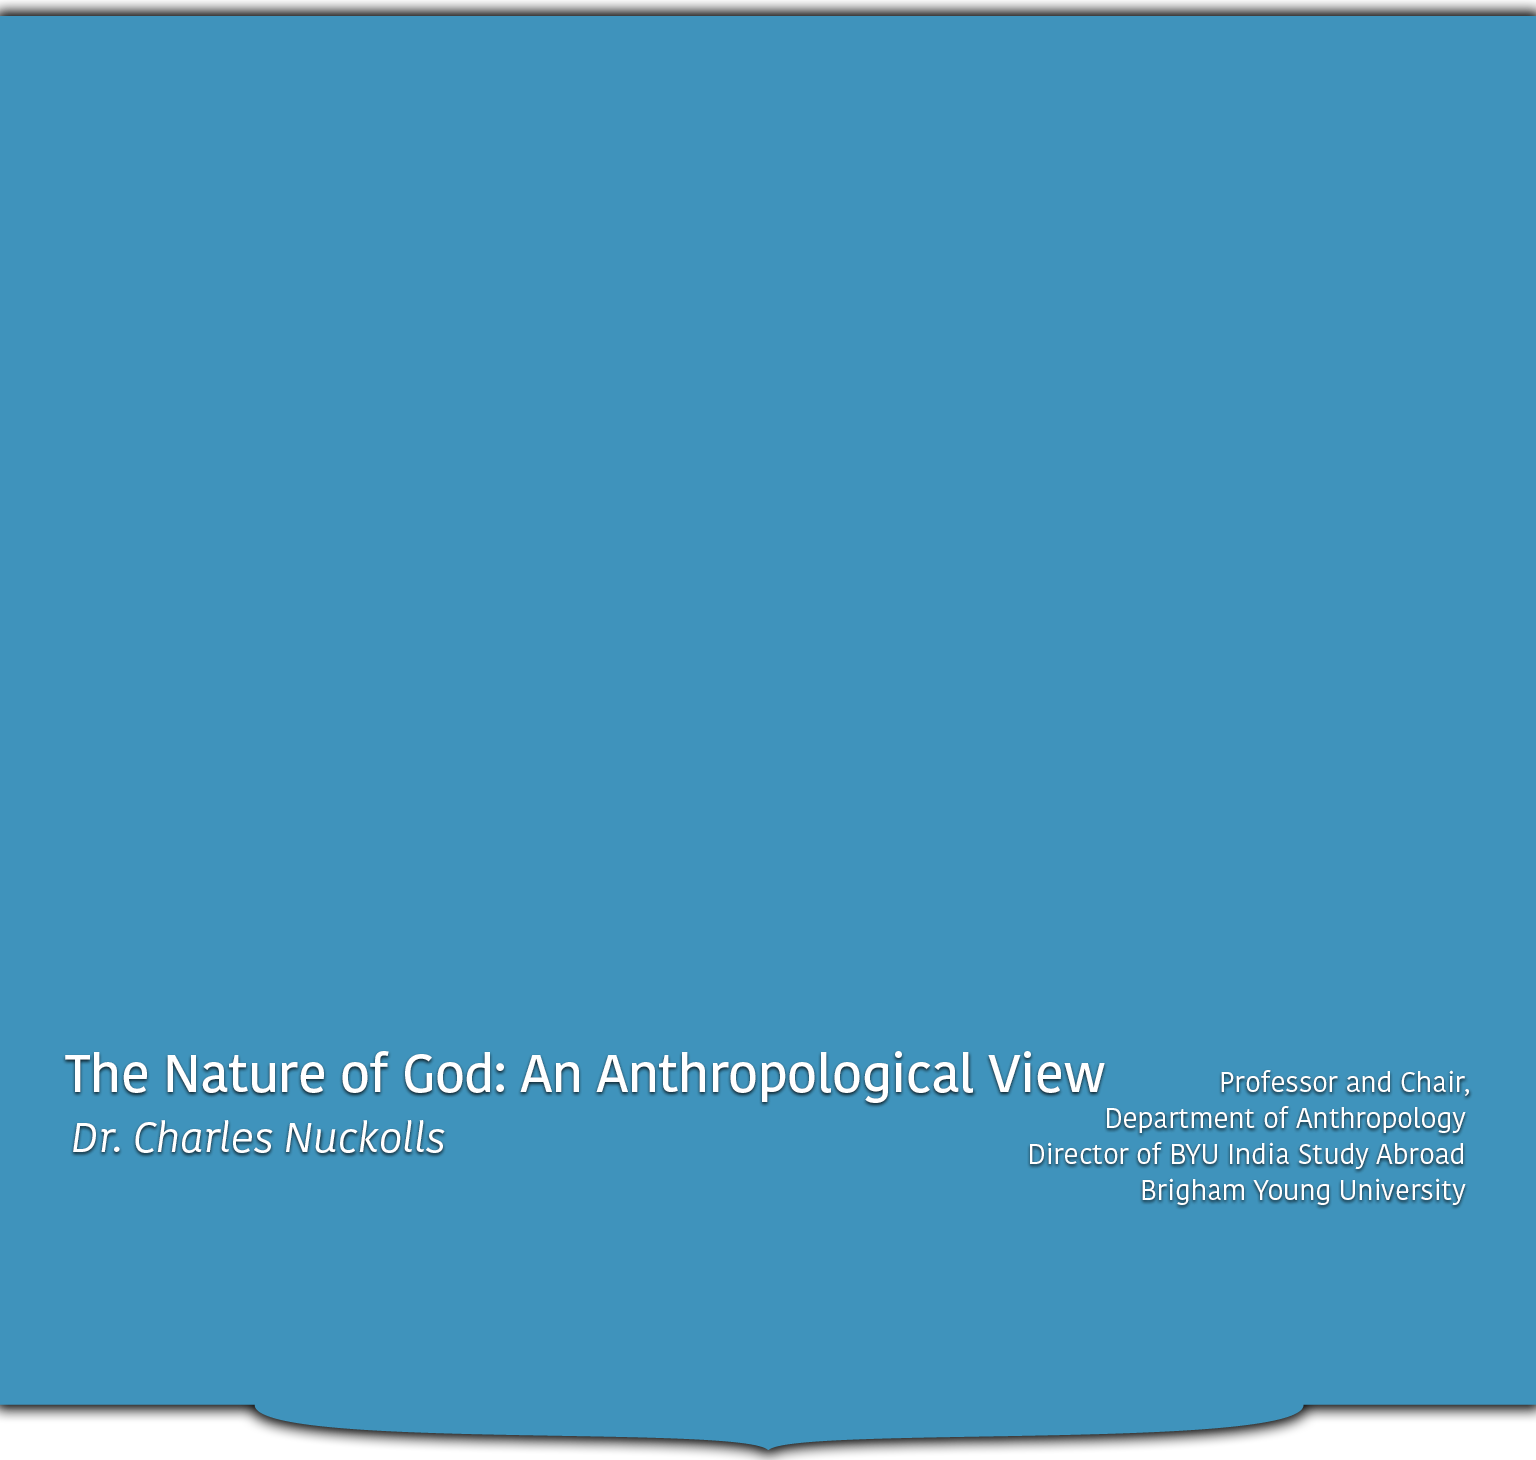 The Nature of God: An Anthropological View
Dr. Charles Nuckolls
Professor and Chair,
Department of Anthropology
Director of BYU India Study Abroad
Brigham Young University